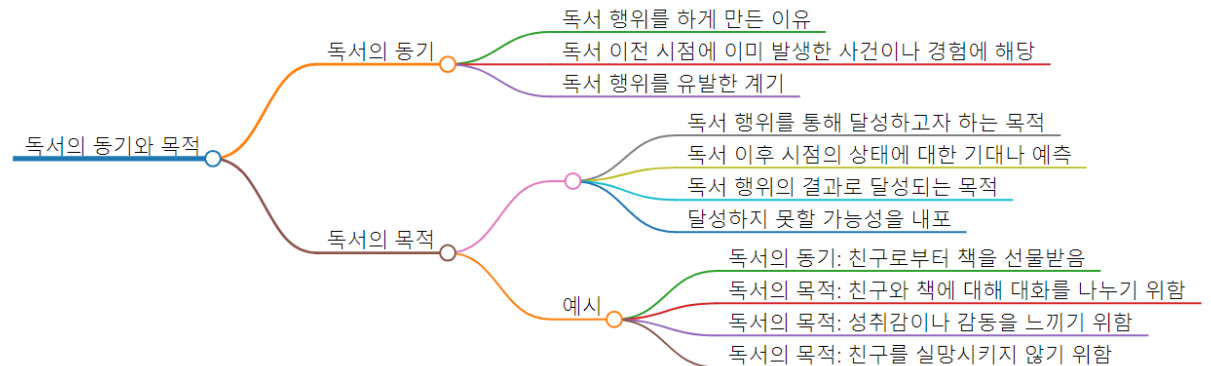 독서의 동기와 목적
독서의 동기
독서 행위를 하게 만든 이유
독서 이전 시점에 이미 발생한 사건이나 경험에 해당
독서 행위를 유발한 계기
독서의 목적
독서 행위를 통해 달성하고자 하는 목적
독서 이후 시점의 상태에 대한 기대나 예측
독서 행위의 결과로 달성되는 목적
달성하지 못할 가능성을 내포
예시
독서의 동기: 친구로부터 책을 선물받음
독서의 목적: 친구와 책에 대해 대화를 나누기 위함
독서의 목적: 성취감이나 감동을 느끼기 위함
독서의 목적: 친구를 실망시키지 않기 위함